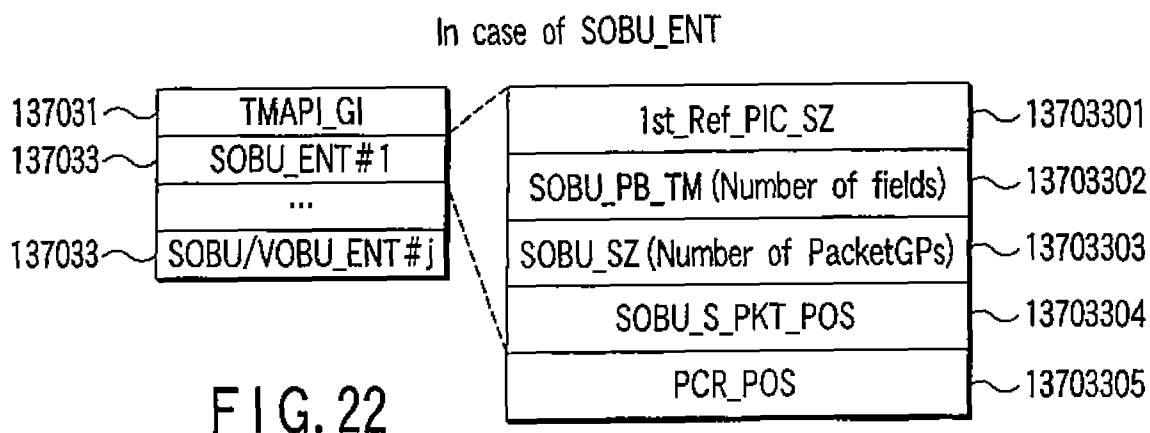 In case of SOBU_ENT
137031 TMAPI_GI
137033 SOBU_ENT#1
...
137033 SOBU/VOBU_ENT#j
1st_Ref_PIC_SZ 13703301
SOBU_PB_TM (Number of fields) 13703302
SOBU_SZ (Number of PacketGPs) 13703303
SOBU_S_PKT_POS 13703304
PCR_POS 13703305
FIG. 22